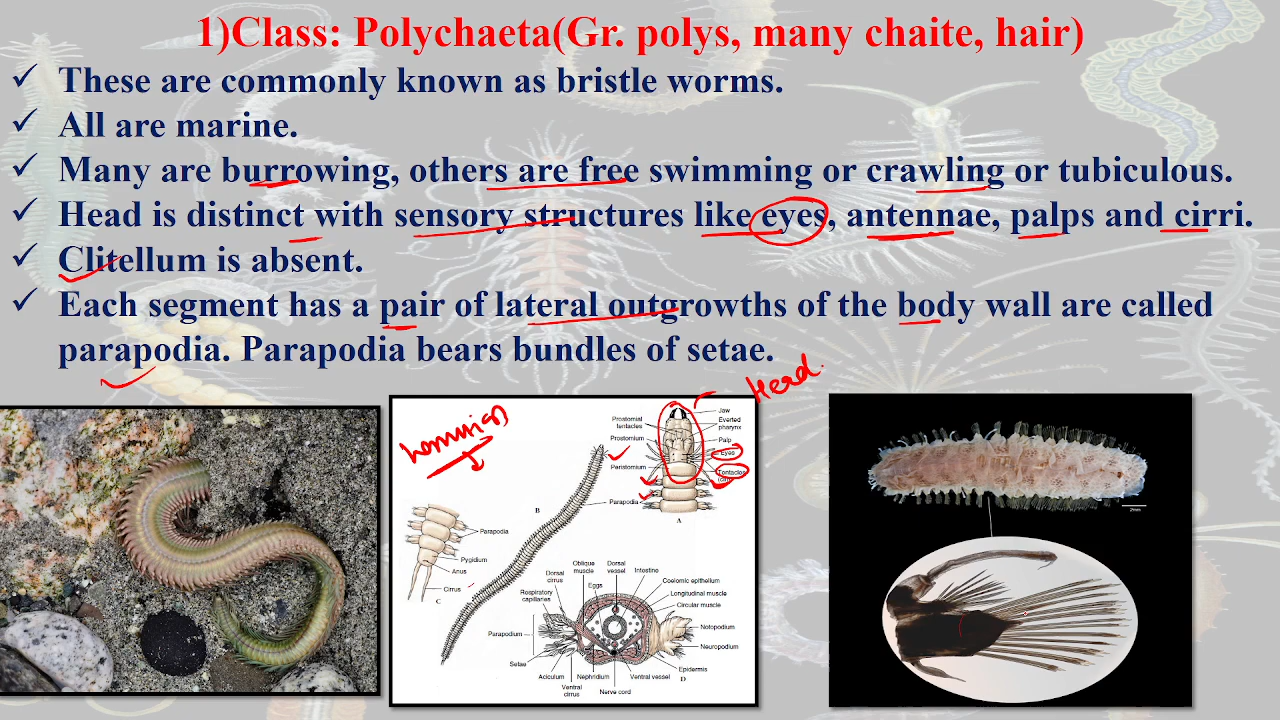 1)Class: Polychaeta(Gr. polys, many chaite, hair)
✓ These are commonly known as bristle worms.
✓ All are marine.
✓ Many are burrowing, others are free swimming or crawling or tubiculous.
✓ Head is distinct with sensory structures like eyes, antennae, palps and cirri.
✓ Clitellum is absent.
✓ Each segment has a pair of lateral outgrowths of the body wall are called
parapodia. Parapodia bears bundles of setae.
Head
Jaw
Prostomial
tentacles
Everted
pharynx
Prostomium
Palp
Eyes
Peristomium
Tentacles
Parapodia
A
B
Parapodia
Pygidium
Anus
Cirrus
C
Oblique
muscle
Dorsal
vessel
Intestine
Dorsal
cirrus
Eggs
Coelomic epithelium
Respiratory
capillaries
Longitudinal muscle
Circular muscle
Notopodium
Parapodium
Neuropodium
Setae
Epidermis
Aciculum
Nephridium
Ventral vessel
D
Ventral
cirrus
Nerve cord
2mm